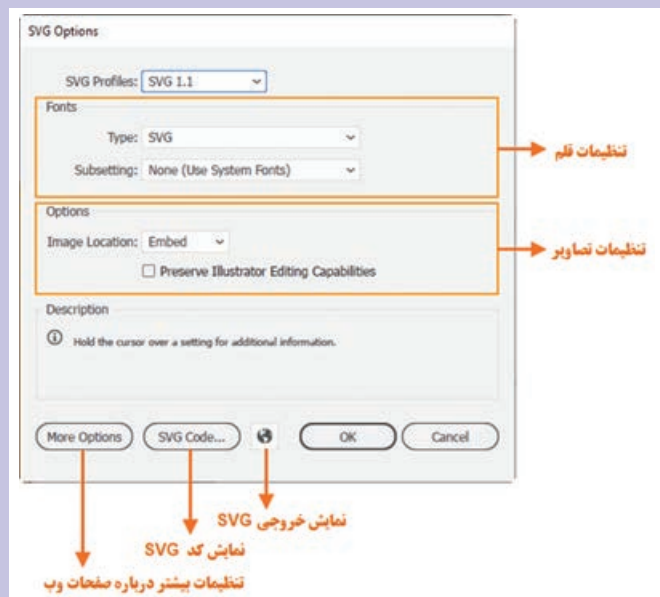 SVG Options
SVG Profiles: SVG 1.1
Fonts
Type: SVG
Subsetting: None (Use System Fonts)
تنظیمات قلم
Options
Image Location: Embed
Preserve Illustrator Editing Capabilities
تنظیمات تصاویر
Description
Hold the cursor over a setting for additional information.
More Options SVG Code... OK Cancel
نمایش خروجی SVG
نمایش کد SVG
تنظیمات بیشتر درباره صفحات وب